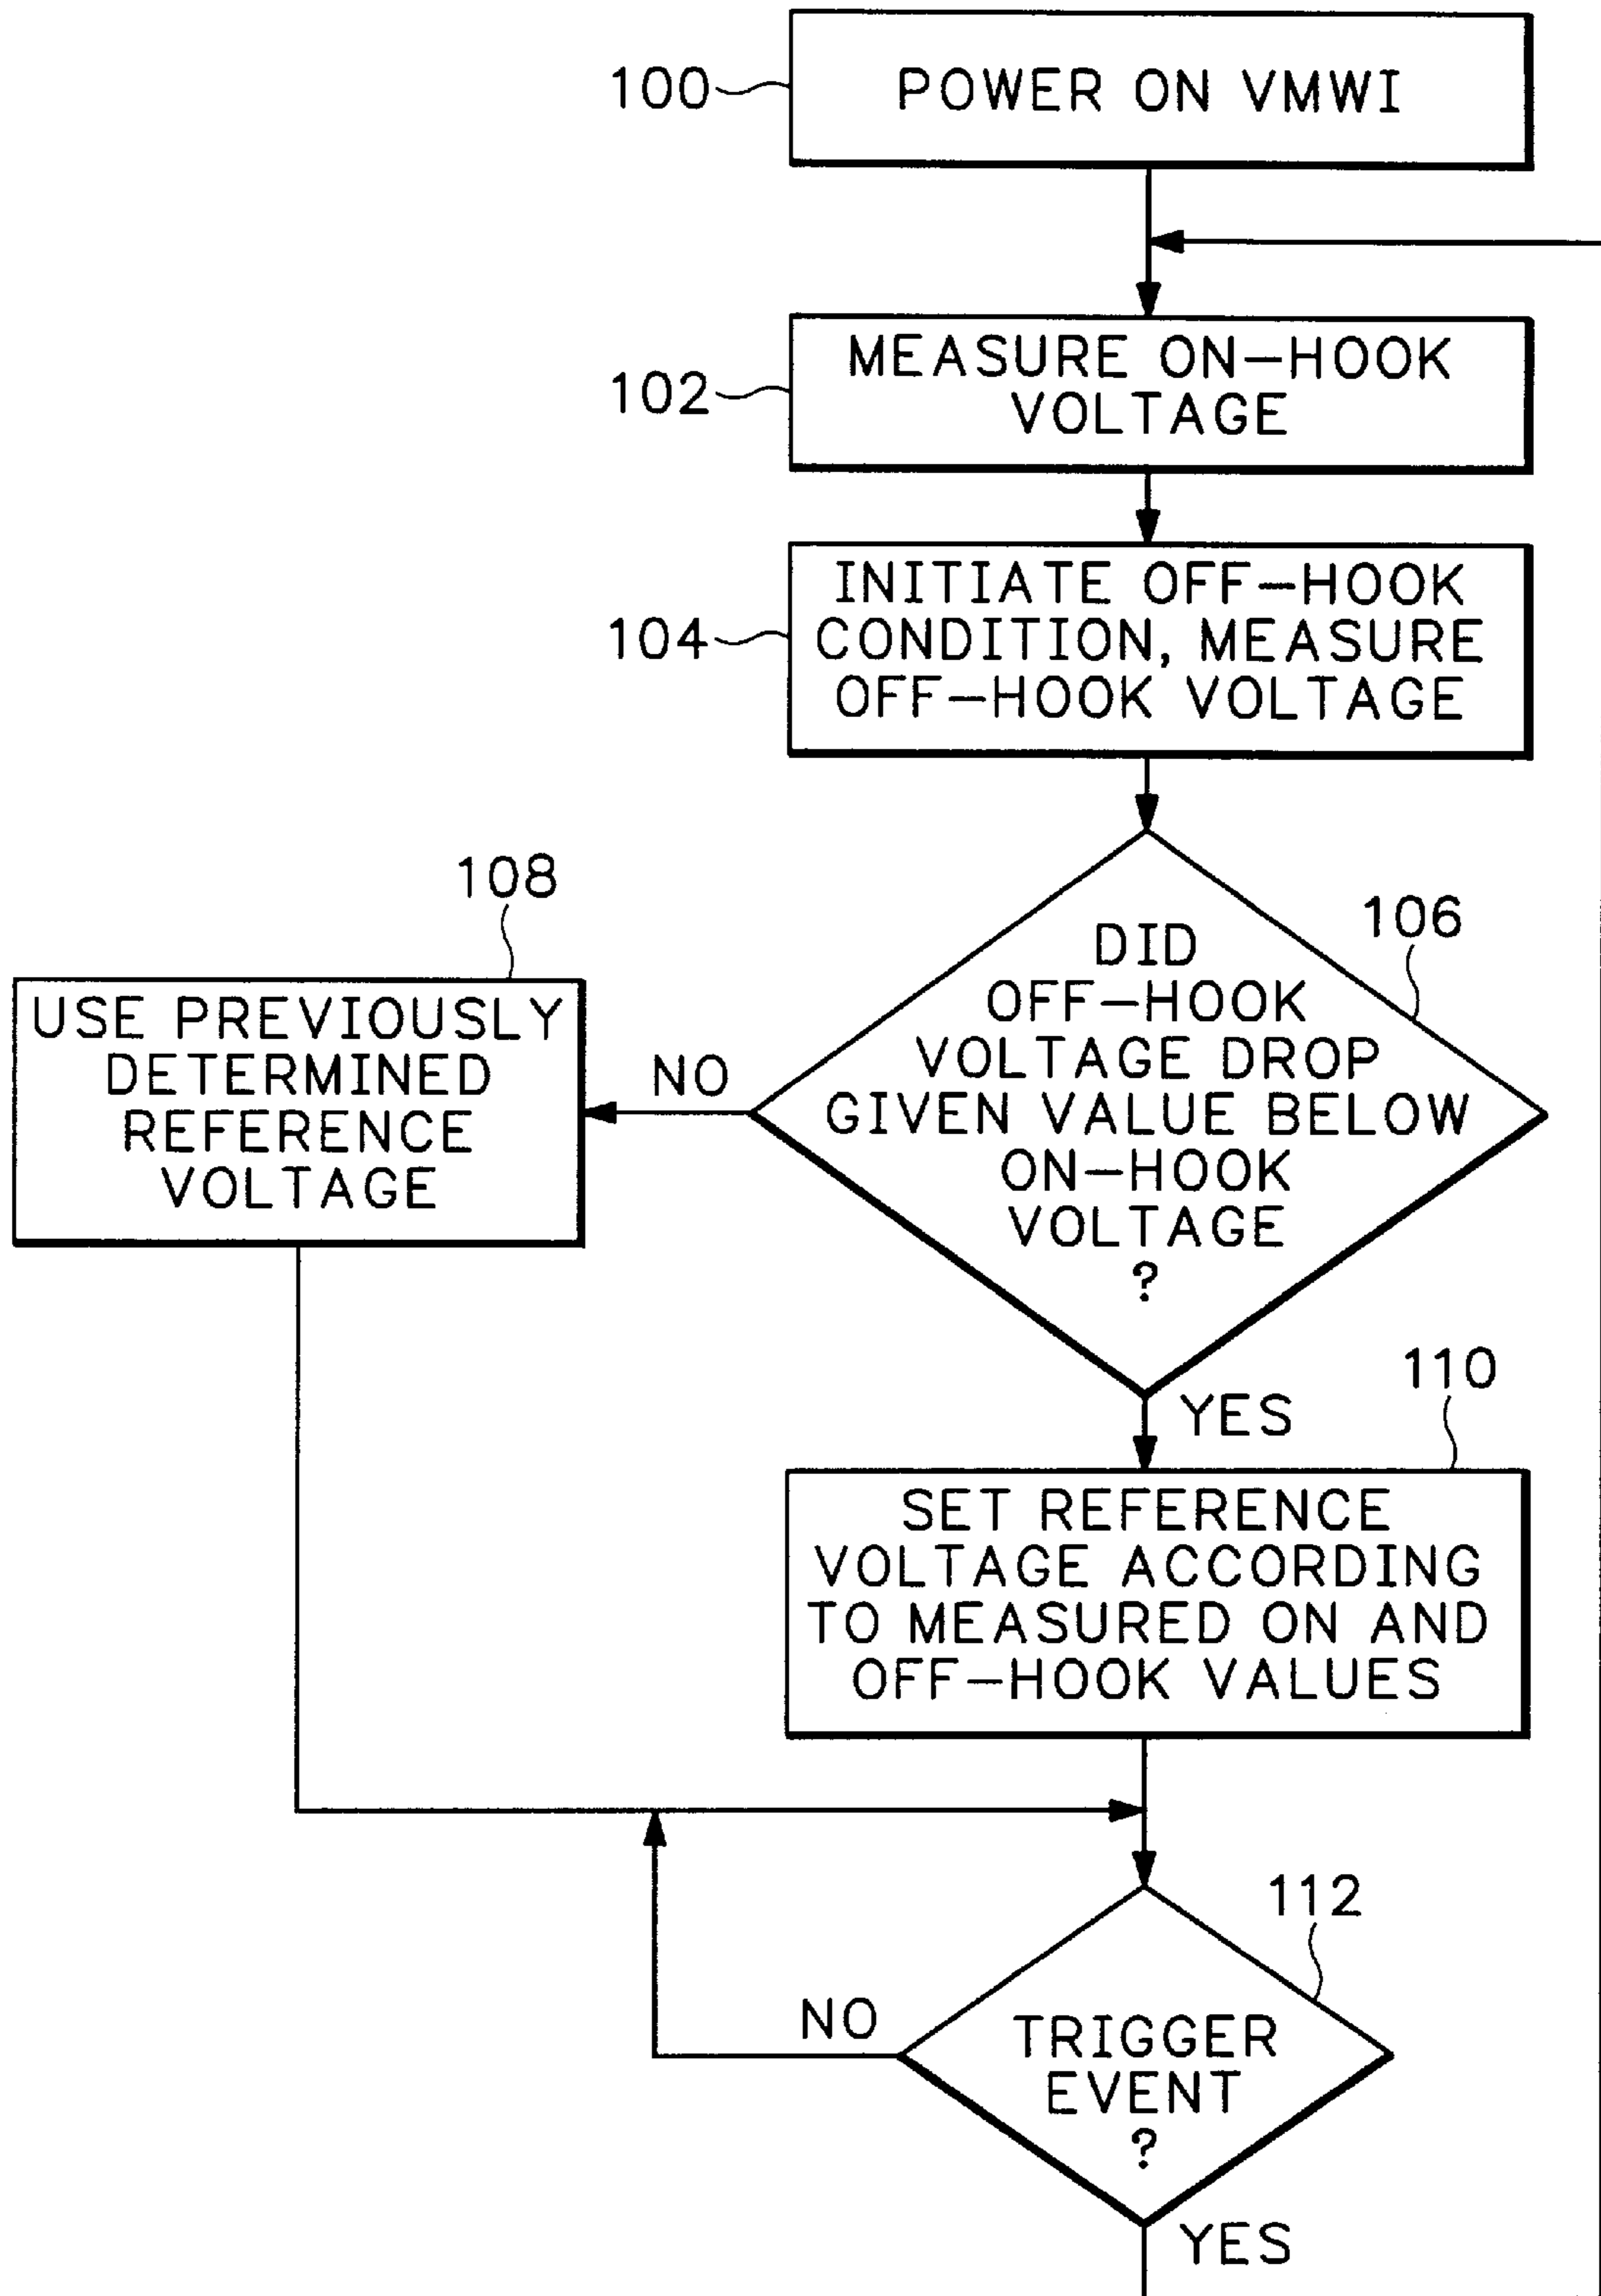 100
POWER ON VMWI
102
MEASURE ON-HOOK
VOLTAGE
104
INITIATE OFF-HOOK
CONDITION, MEASURE
OFF-HOOK VOLTAGE
106
DID
OFF-HOOK
VOLTAGE DROP
GIVEN VALUE BELOW
ON-HOOK
VOLTAGE
?
NO
108
USE PREVIOUSLY
DETERMINED
REFERENCE
VOLTAGE
YES
110
SET REFERENCE
VOLTAGE ACCORDING
TO MEASURED ON AND
OFF-HOOK VALUES
112
TRIGGER
EVENT
?
NO
YES